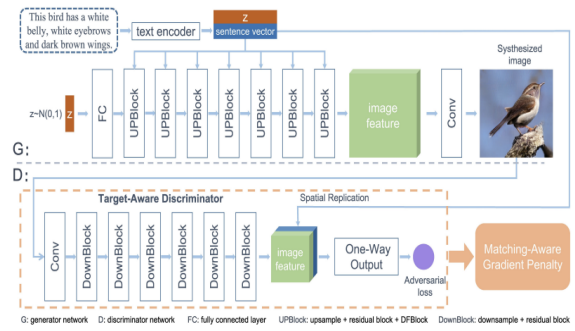 This bird has a white
belly, white eyebrows
and dark brown wings.
text encoder
z
sentence vector
Systhesized
image
z~N(0,1)
z
FC
UPBlock
UPBlock
UPBlock
UPBlock
UPBlock
UPBlock
image
feature
Conv
G:
D:
Target-Aware Discriminator
Spatial Replication
Conv
DownBlock
DownBlock
DownBlock
DownBlock
DownBlock
DownBlock
image
feature
One-Way
Output
Adversarial
loss
Matching-Aware
Gradient Penalty
G: generator network D: discriminator network FC: fully connected layer UPBlock: upsample + residual block + DFBlock DownBlock: downsample + residual block